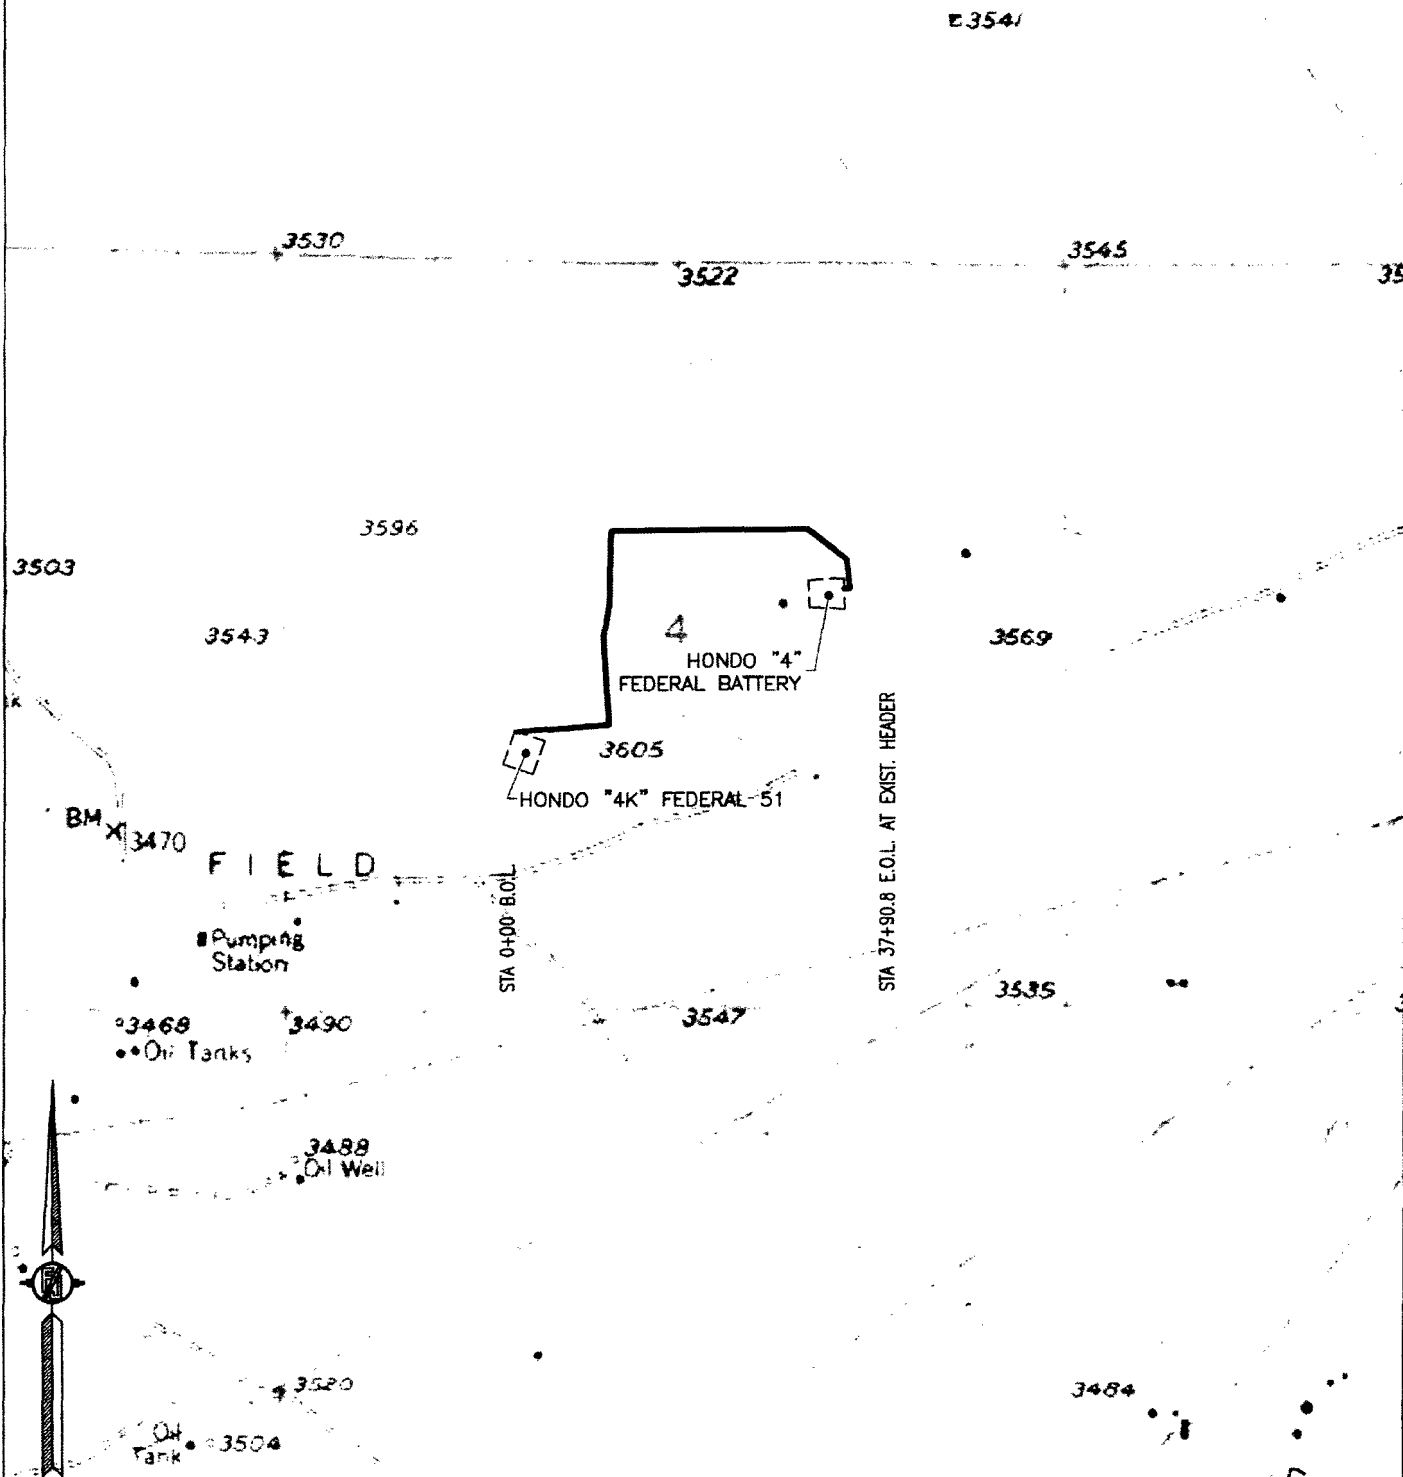 3541
3530
3545
3522
3596
3503
3543
4
3569
HONDO "4"
FEDERAL BATTERY
3605
HONDO "4K" FEDERAL 51
STA 37+90.8 E.O.L. AT EXIST. HEADER
BM
3470
FIELD
STA 0+00 B.O.L.
Pumping
Station
3535
3468
3490
3547
Oil Tanks
3488
Oil Well
3484
Oil
Tank
3504